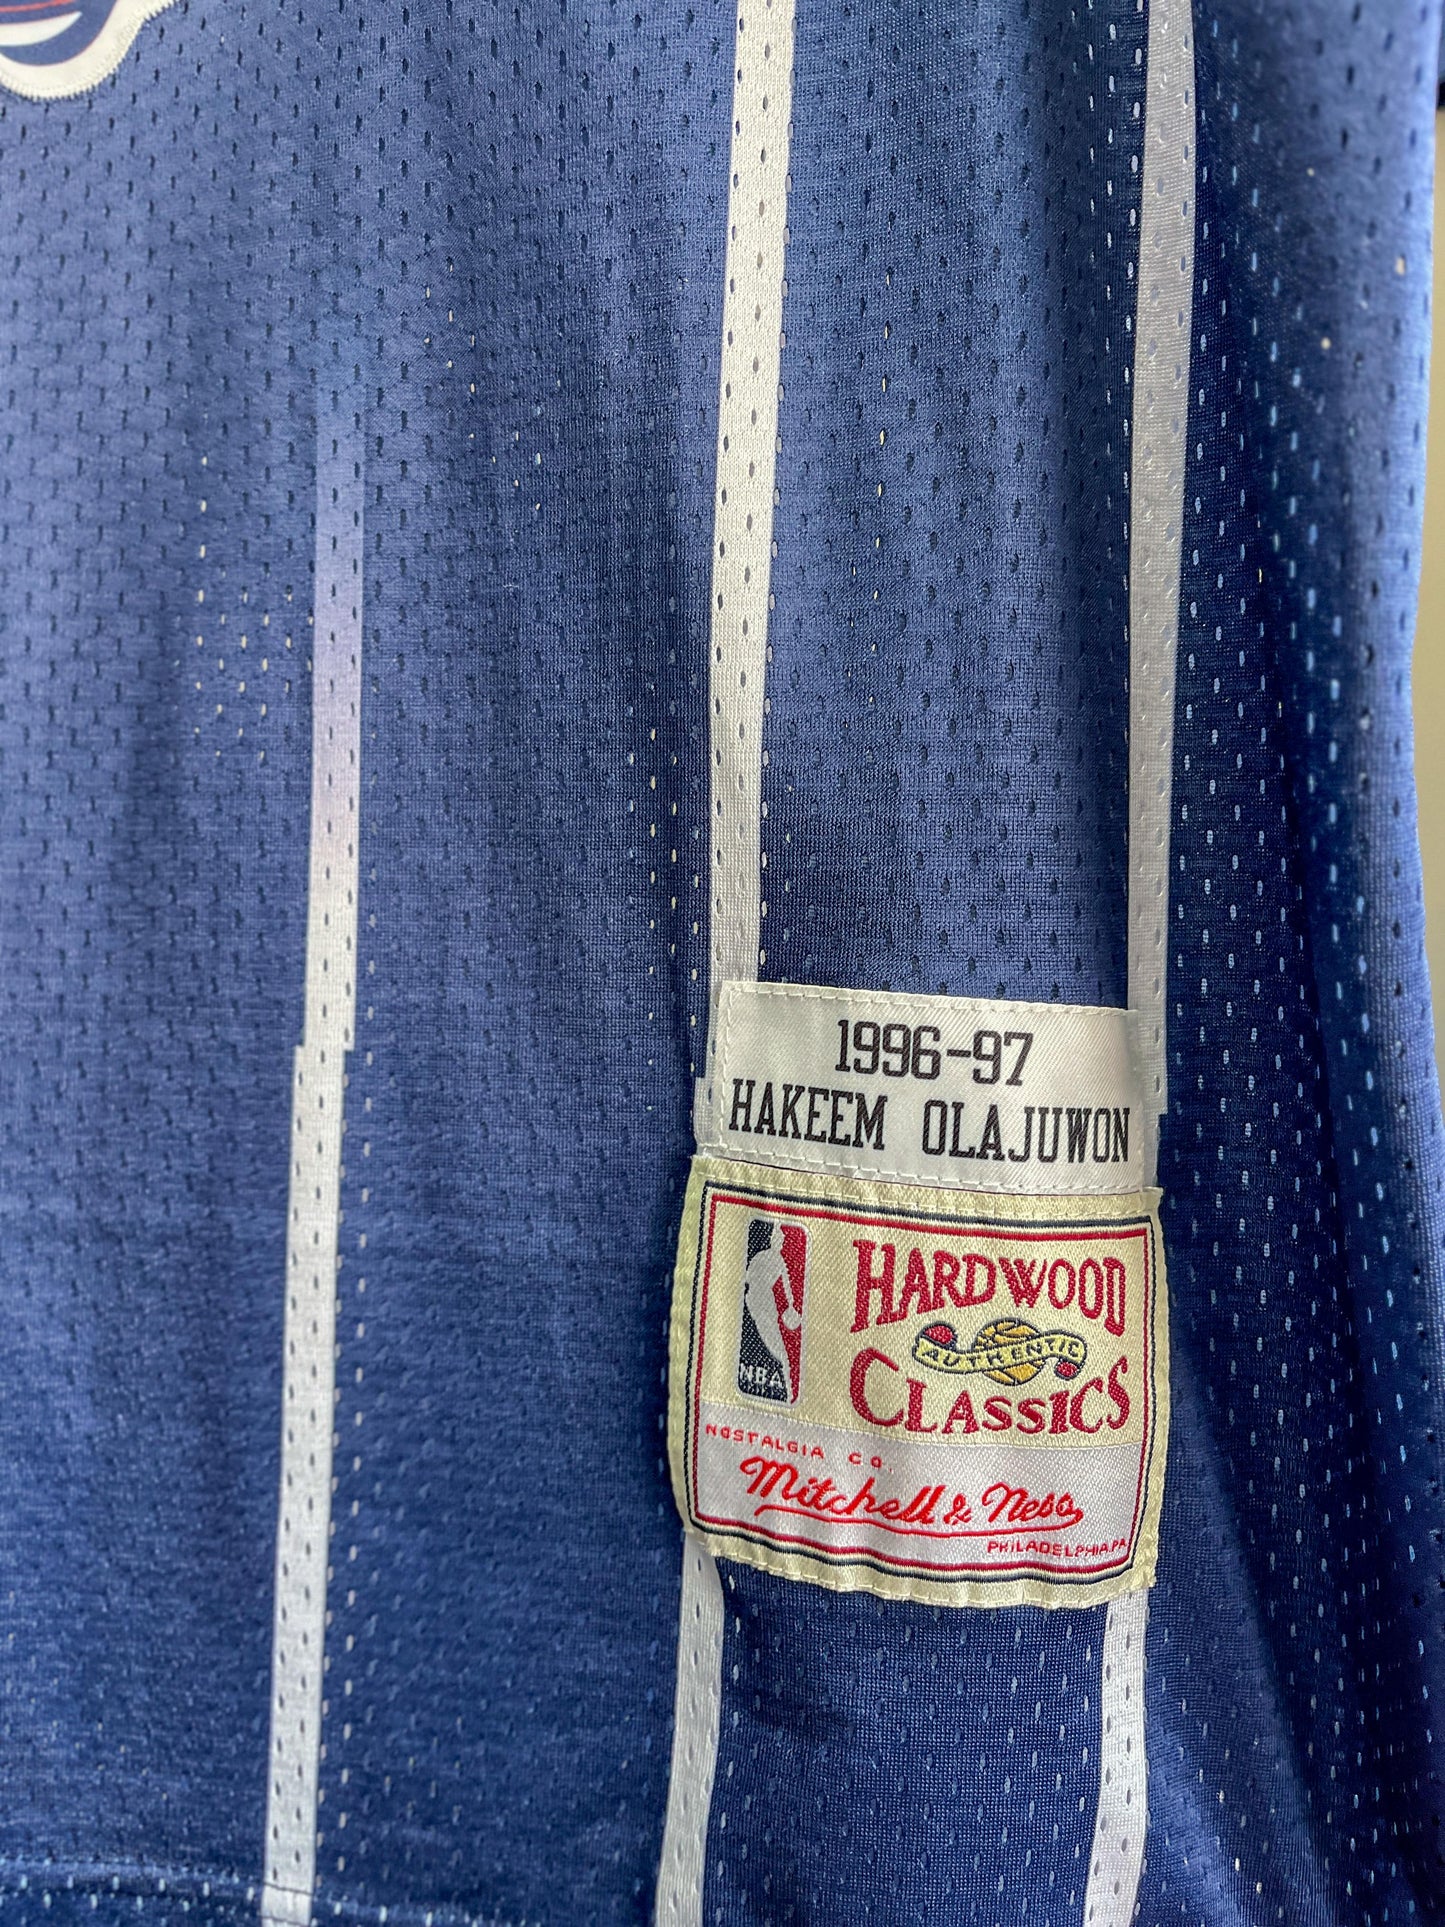 1996-97
HAKEEM OLAJUWON
HARDWOOD
AUTHENTIC
CLASSICS
NBA
NOSTALGIA CO.
Mitchell & Ness
PHILADELPHIA, PA